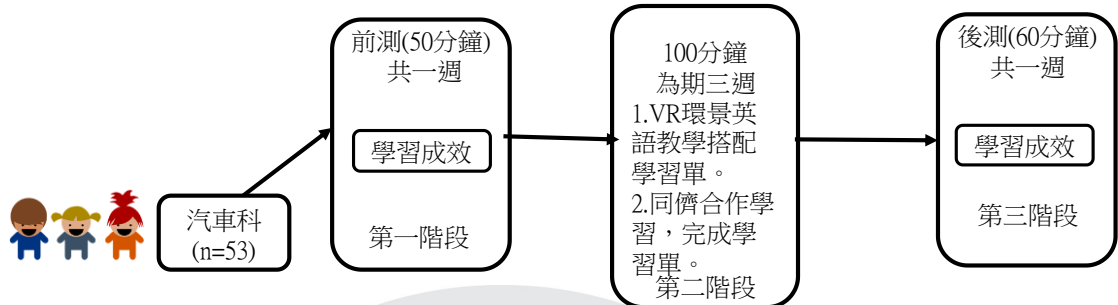 汽車科
(n=53)
前測(50分鐘)
共一週
學習成效
第一階段
100分鐘
為期三週
1.VR環景英
語教學搭配
學習單。
2.同儕合作學
習，完成學
習單。
第二階段
後測(60分鐘)
共一週
學習成效
第三階段